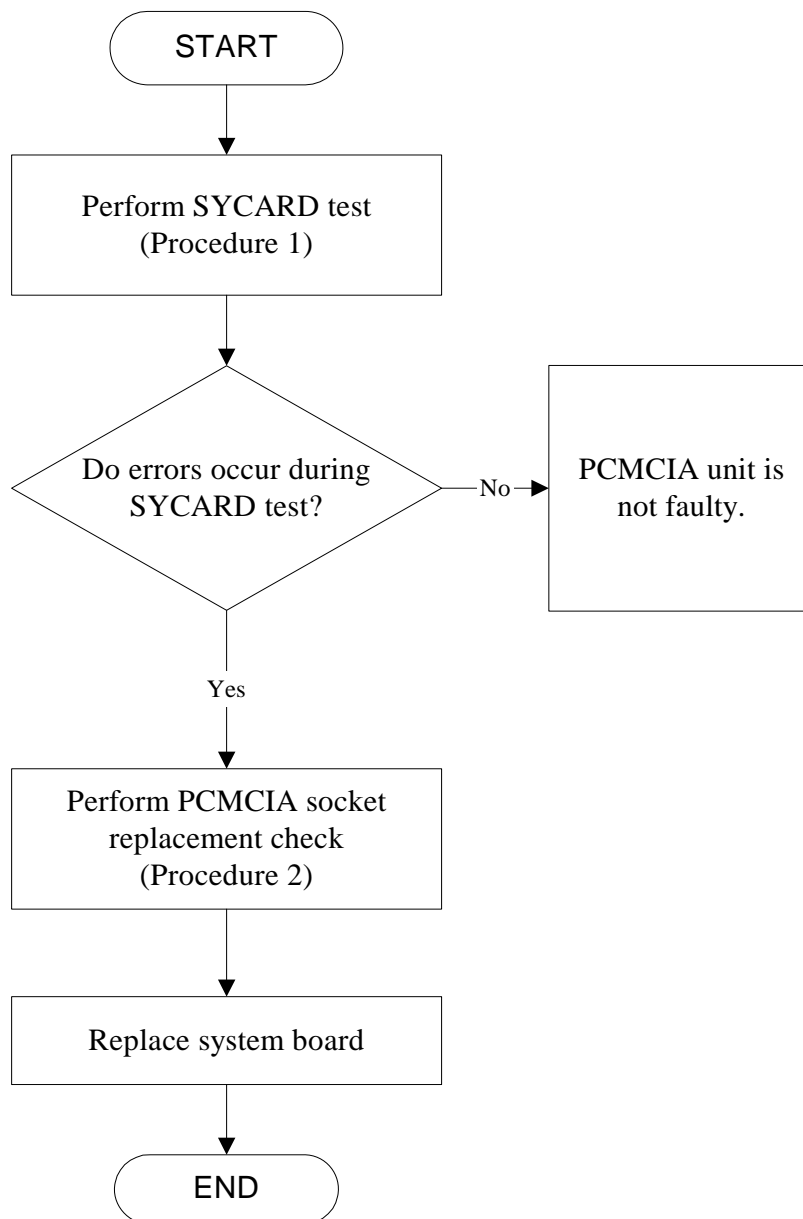 START
Perform SYCARD test
(Procedure 1)
Do errors occur during
SYCARD test?
No
PCMCIA unit is
not faulty.
Yes
Perform PCMCIA socket
replacement check
(Procedure 2)
Replace system board
END